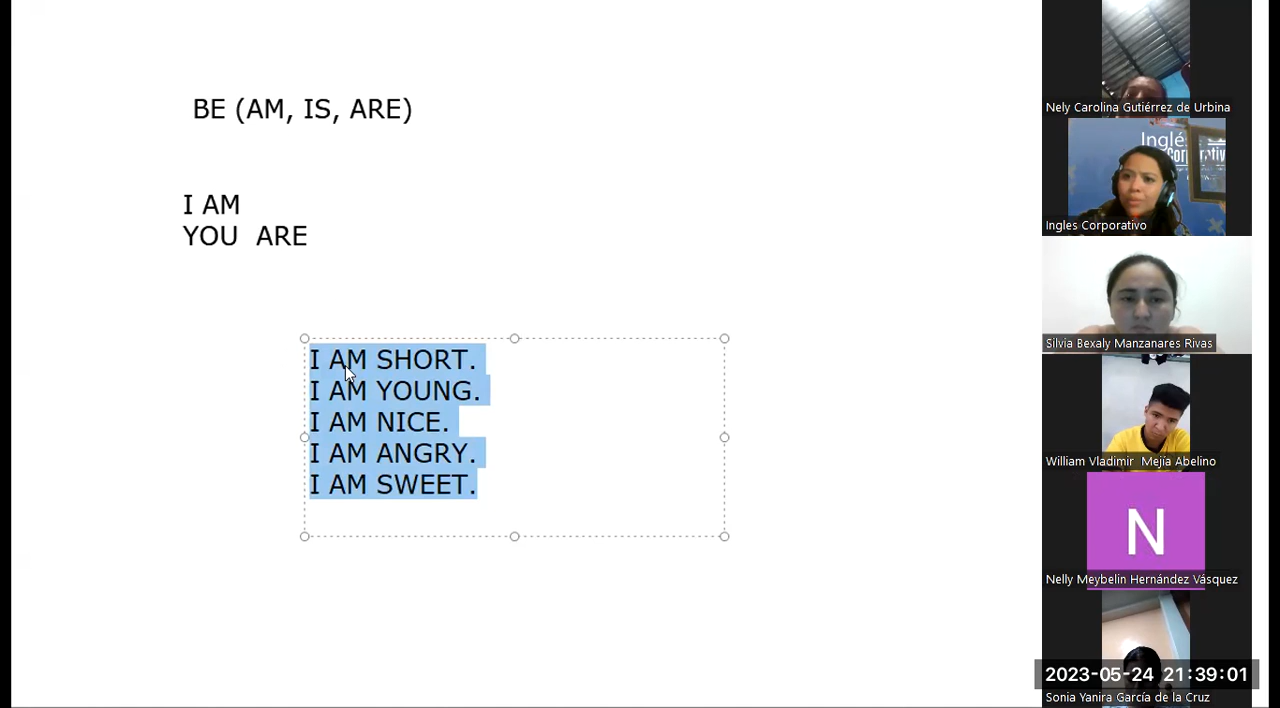 BE (AM, IS, ARE)
I AM
YOU ARE
I AM SHORT.
I AM YOUNG.
I AM NICE.
I AM ANGRY.
I AM SWEET.
Nely Carolina Gutiérrez de Urbina
Inglés
Corporativo
Ingles Corporativo
Silvia Bexaly Manzanares Rivas
William Vladimir Mejía Abelino
N
Nelly Meybelin Hernández Vásquez
2023-05-24 21:39:01
Sonia Yanira García de la Cruz